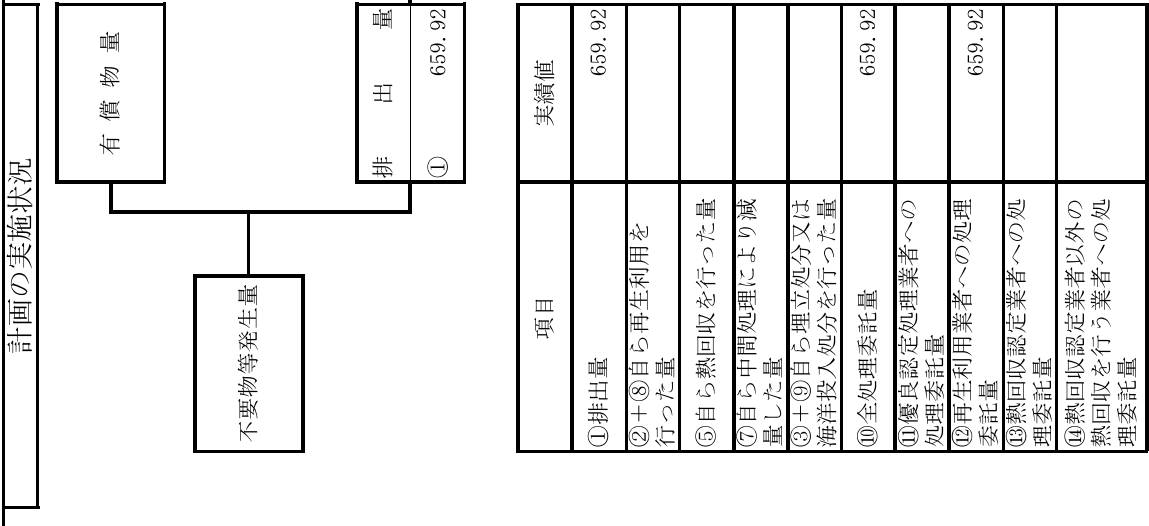 計画の実施状況
有償物量
不要物等発生量
排出量
① 659.92
項目 実績値
①排出量 659.92
②＋⑧自ら再生利用を
行った量
⑤自ら熱回収を行った量
⑦自ら中間処理により減
量した量
③＋⑨自ら埋立処分又は
海洋投入処分を行った量
⑩全処理委託量 659.92
⑪優良認定処理業者への
処理委託量
⑫再生利用業者への処理
委託量 659.92
⑬熱回収認定業者への処
理委託量
⑭熱回収認定業者以外の
熱回収を行う業者への処
理委託量